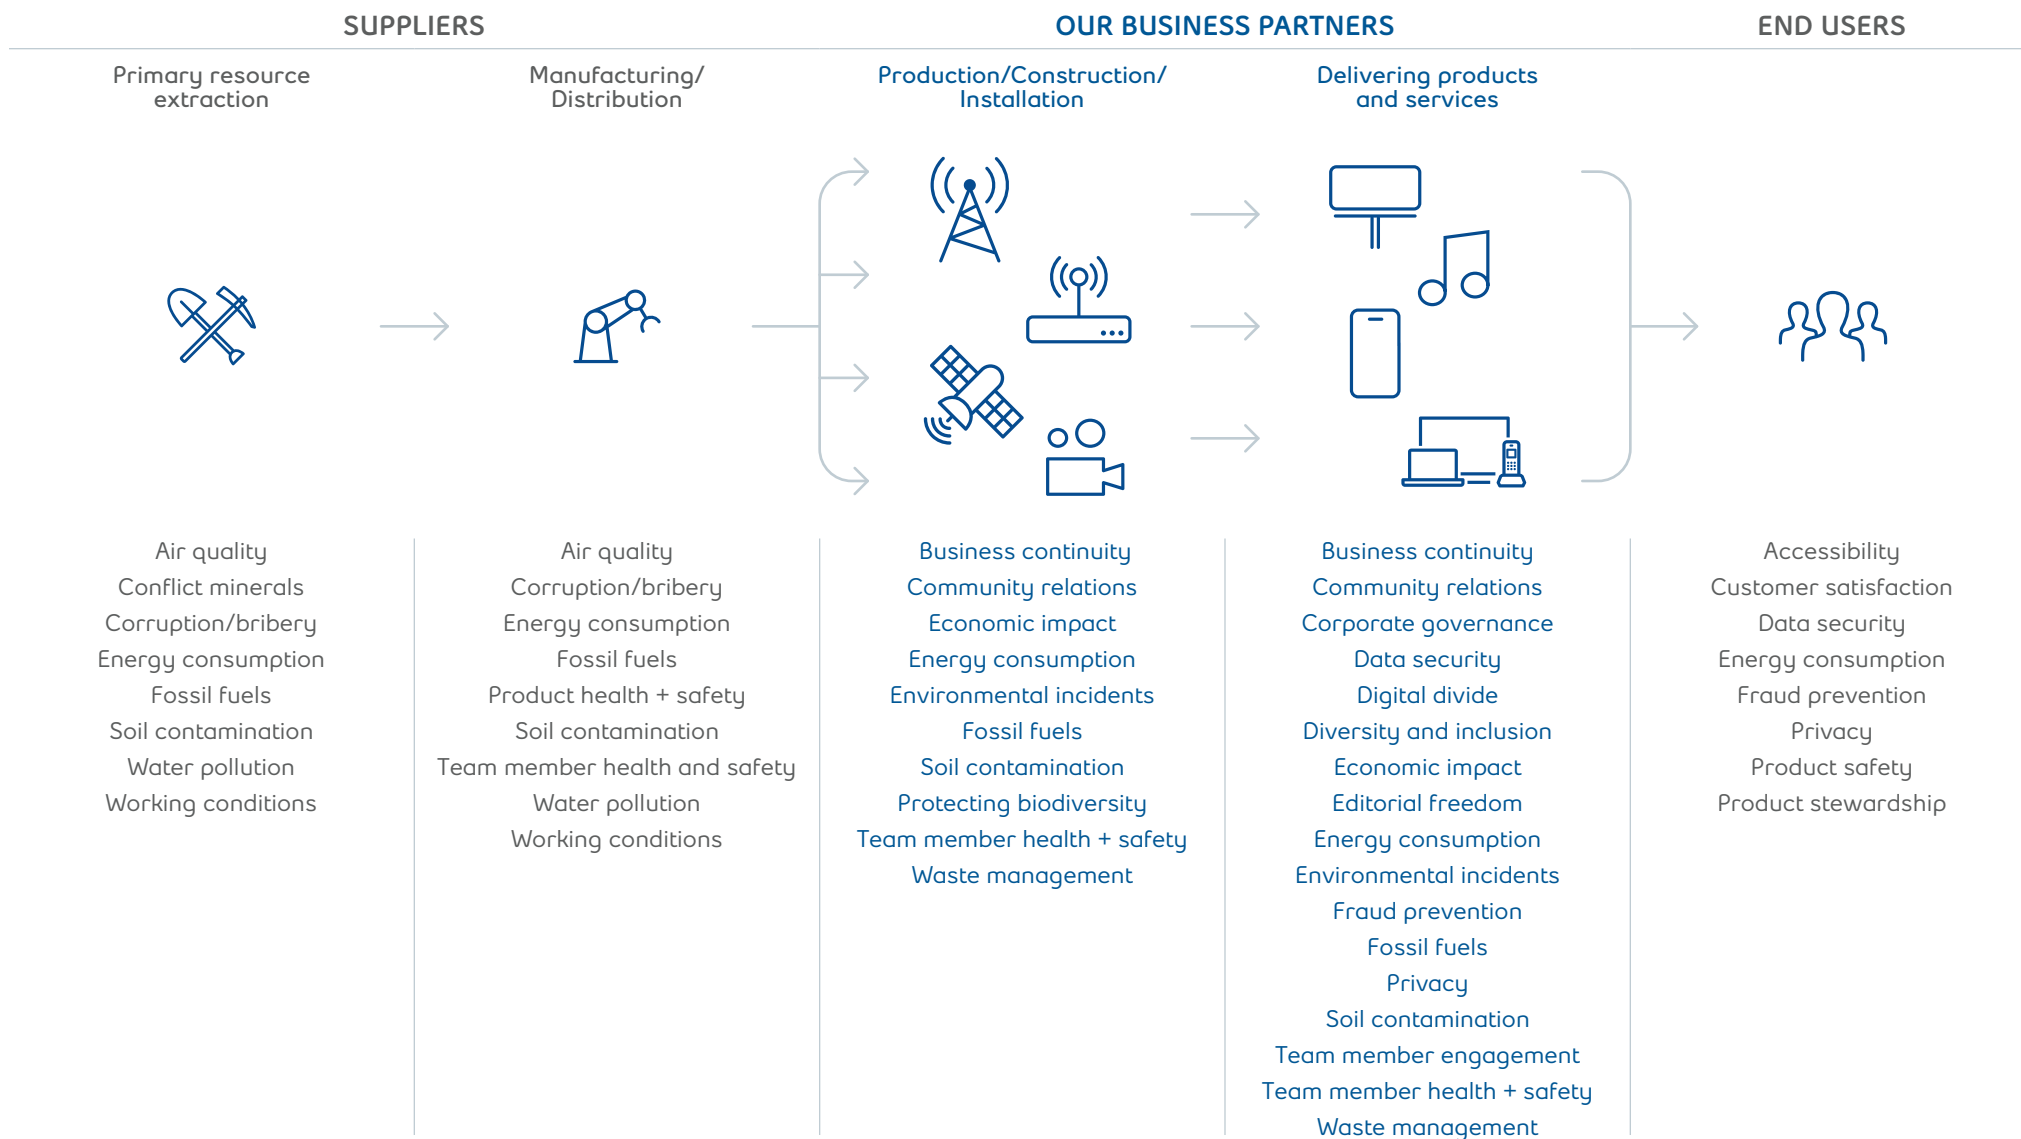 SUPPLIERS
OUR BUSINESS PARTNERS
END USERS
Primary resource
extraction
Manufacturing/
Distribution
Production/Construction/
Installation
Delivering products
and services
Air quality
Conflict minerals
Corruption/bribery
Energy consumption
Fossil fuels
Soil contamination
Water pollution
Working conditions
Air quality
Corruption/bribery
Energy consumption
Fossil fuels
Product health + safety
Soil contamination
Team member health and safety
Water pollution
Working conditions
Business continuity
Community relations
Economic impact
Energy consumption
Environmental incidents
Fossil fuels
Soil contamination
Protecting biodiversity
Team member health + safety
Waste management
Business continuity
Community relations
Corporate governance
Data security
Digital divide
Diversity and inclusion
Economic impact
Editorial freedom
Energy consumption
Environmental incidents
Fraud prevention
Fossil fuels
Privacy
Soil contamination
Team member engagement
Team member health + safety
Waste management
Accessibility
Customer satisfaction
Data security
Energy consumption
Fraud prevention
Privacy
Product safety
Product stewardship